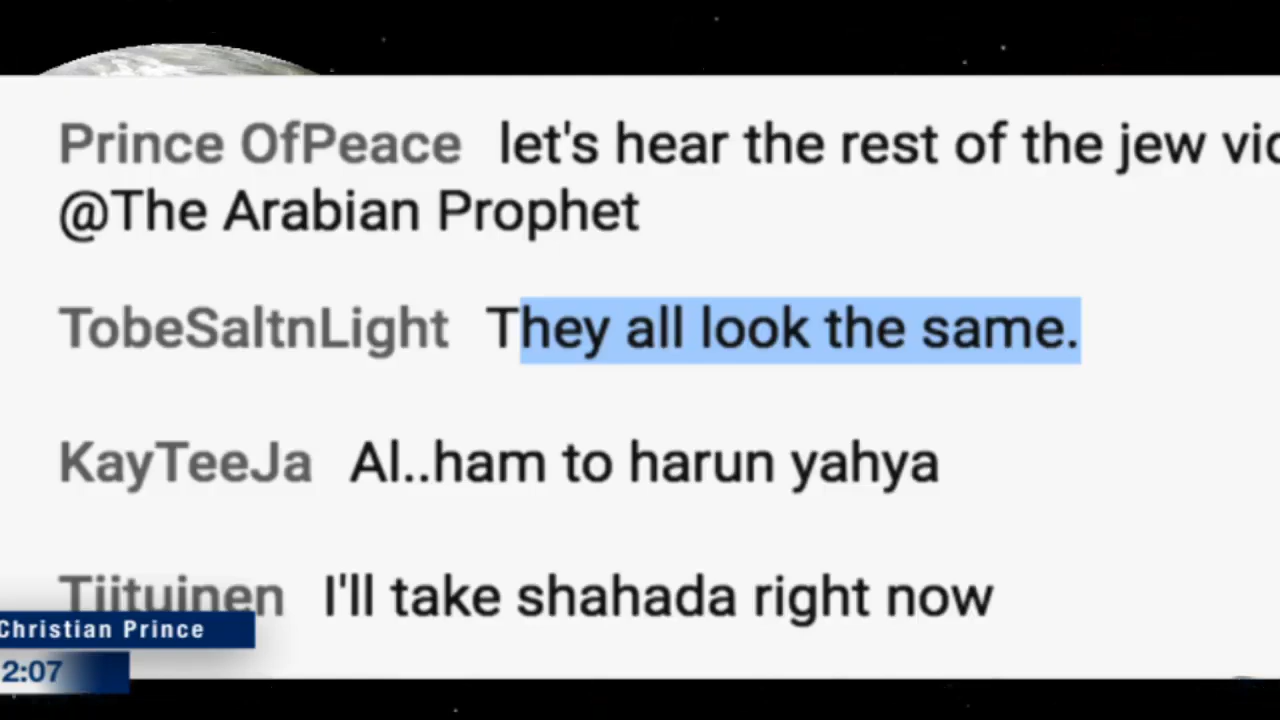 Prince OfPeace let's hear the rest of the jew
@The Arabian Prophet
TobeSaltnLight They all look the same.
KayTeeJa Al..ham to harun yahya
Tiituinen I'll take shahada right now
Christian Prince
2:07